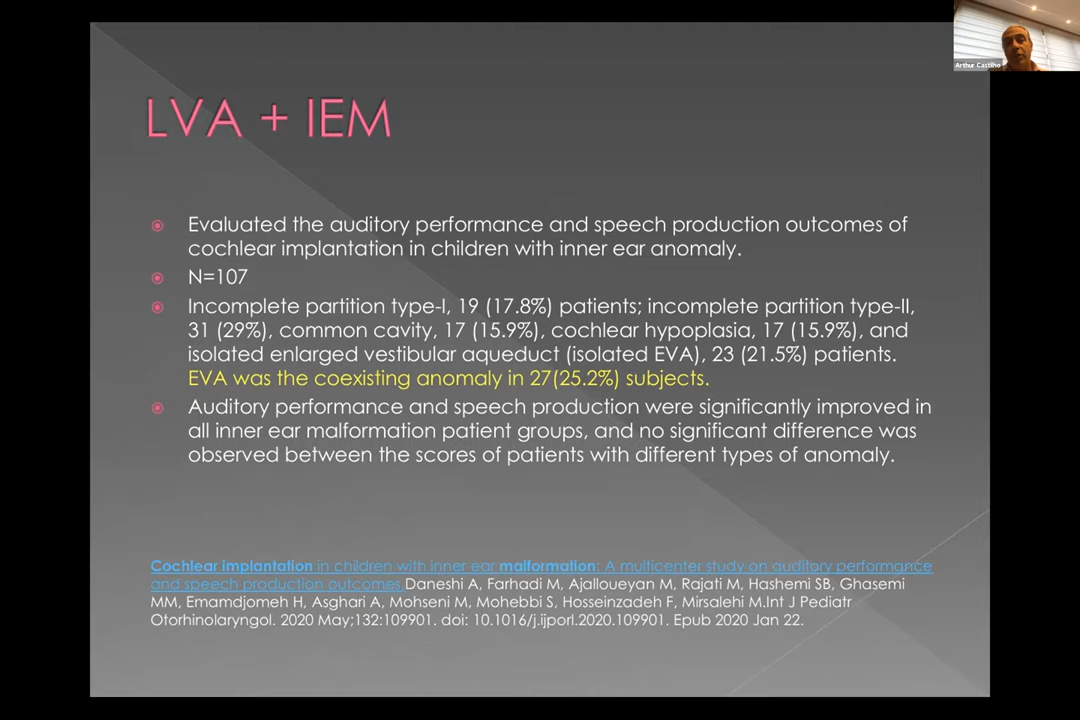 Arthur Castilho
LVA + IEM
Evaluated the auditory performance and speech production outcomes of
cochlear implantation in children with inner ear anomaly.
N=107
Incomplete partition type-I, 19 (17.8%) patients; incomplete partition type-II,
31 (29%), common cavity, 17 (15.9%), cochlear hypoplasia, 17 (15.9%), and
isolated enlarged vestibular aqueduct (isolated EVA), 23 (21.5%) patients.
EVA was the coexisting anomaly in 27(25.2%) subjects.
Auditory performance and speech production were significantly improved in
all inner ear malformation patient groups, and no significant difference was
observed between the scores of patients with different types of anomaly.
Cochlear implantation in children with inner ear malformation: A multicenter study on auditory performance
and speech production outcomes.Daneshi A, Farhadi M, Ajalloueyan M, Rajati M, Hashemi SB, Ghasemi
MM, Emamdjomeh H, Asghari A, Mohseni M, Mohebbi S, Hosseinzadeh F, Mirsalehi M.Int J Pediatr
Otorhinolaryngol. 2020 May;132:109901. doi: 10.1016/j.ijporl.2020.109901. Epub 2020 Jan 22.